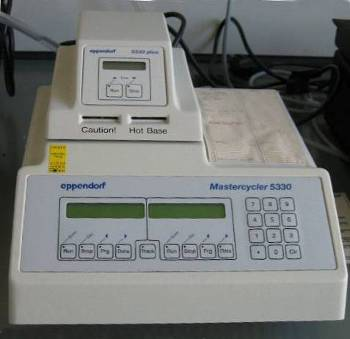 eppendorf 5330 plus
Run Stop
Caution! Hot Base
eppendorf Mastercycler 5330
7 8 9
4 5 6
1 2 3
• 0 Clr
Run Stop Prg Data Track Run Stop Prg Data